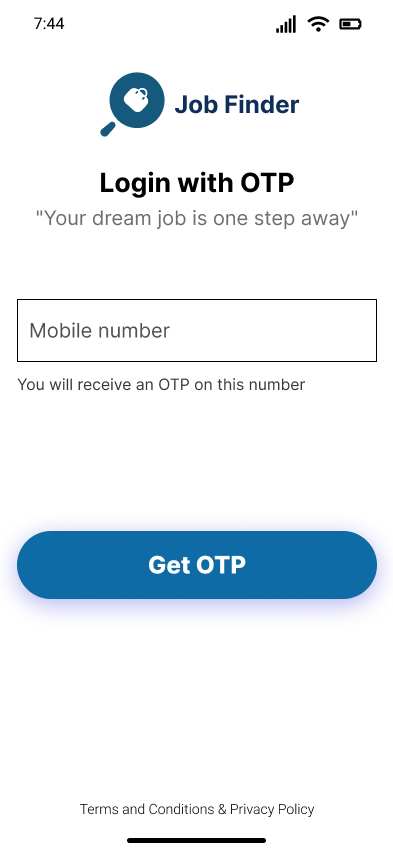 7:44
Job Finder
Login with OTP
"Your dream job is one step away"
Mobile number
You will receive an OTP on this number
Get OTP
Terms and Conditions & Privacy Policy